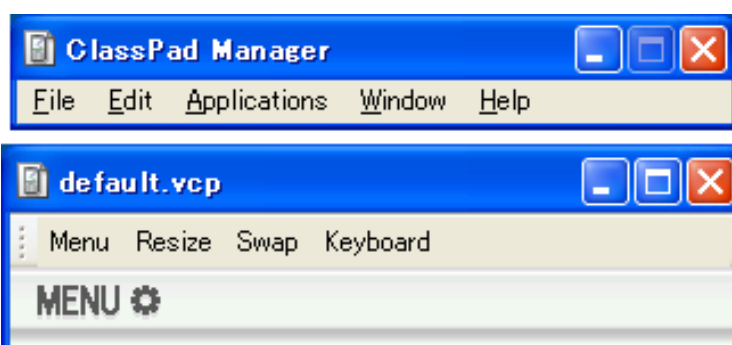 ClassPad Manager
File Edit Applications Window Help
default.vcp
Menu Resize Swap Keyboard
MENU